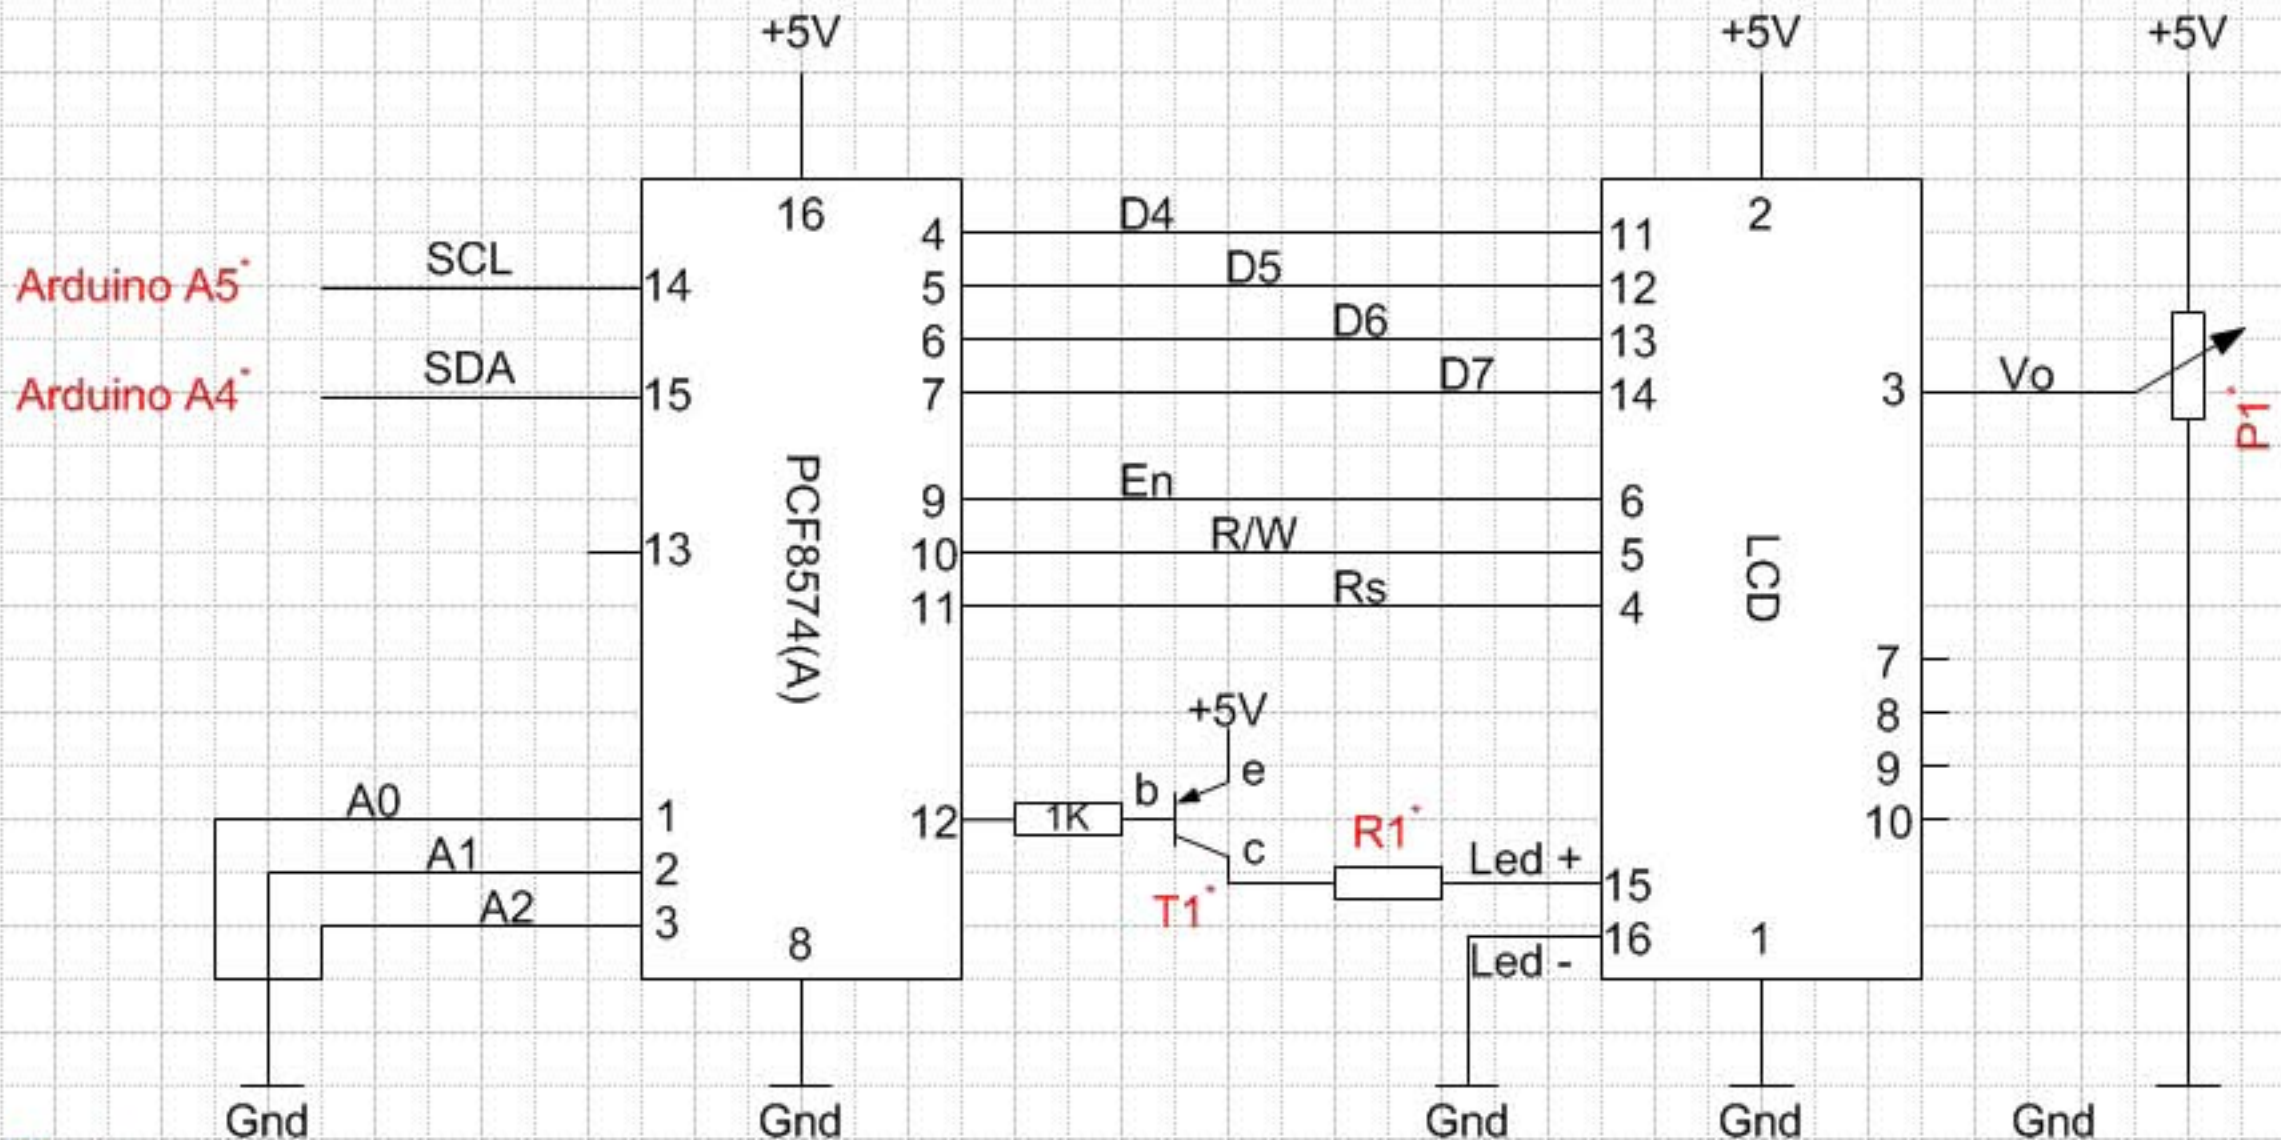 +5V
+5V
+5V
16
2
4
D4
11
SCL
Arduino A5*
14
5
D5
12
6
D6
13
SDA
Arduino A4*
15
7
D7
14
3
Vo
P1*
PCF8574(A)
9
En
6
LCD
13
10
R/W
5
11
Rs
4
7
8
9
10
+5V
e
b
A0
1
12
1K
c
R1*
T1*
A1
2
Led +
15
A2
3
8
Led -
16
1
Gnd
Gnd
Gnd
Gnd
Gnd